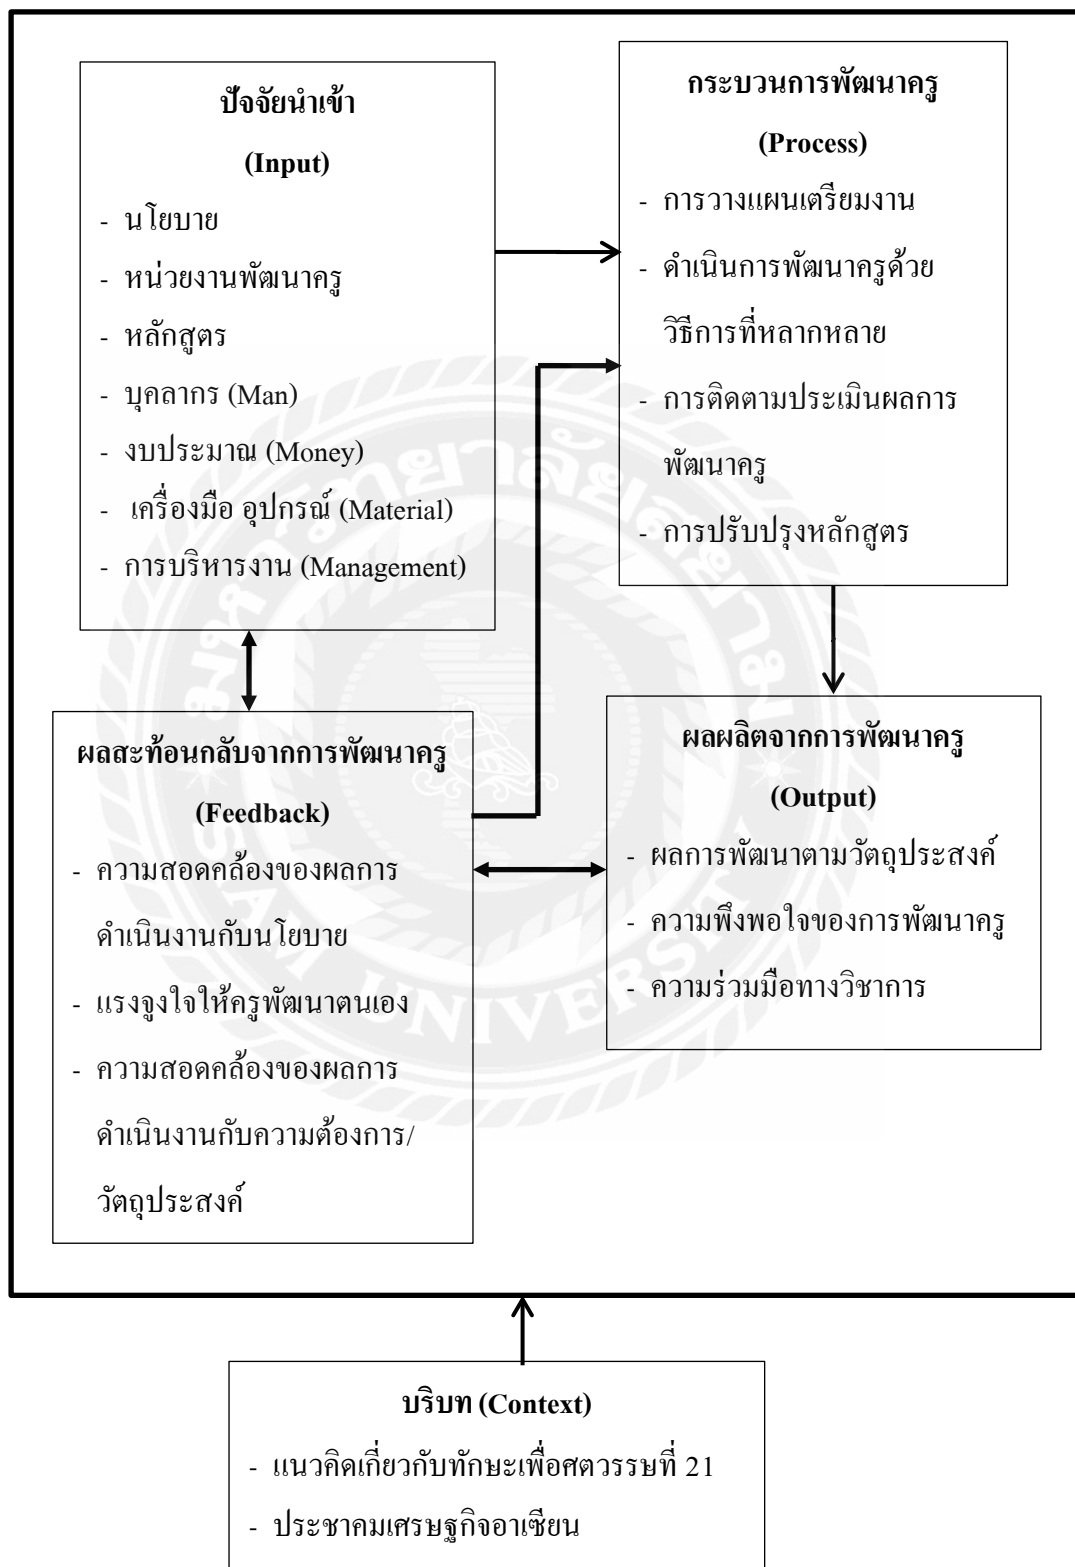 ปัจจัยนำเข้า
(Input)
- นโยบาย
- หน่วยงานพัฒนาครู
- หลักสูตร
- บุคลากร (Man)
- งบประมาณ (Money)
- เครื่องมือ อุปกรณ์ (Material)
- การบริหารงาน (Management)
กระบวนการพัฒนาครู
(Process)
- การวางแผนเตรียมงาน
- ดำเนินการพัฒนาครูด้วย
วิธีการที่หลากหลาย
- การติดตามประเมินผลการ
พัฒนาครู
- การปรับปรุงหลักสูตร
ผลสะท้อนกลับจากการพัฒนาครู
(Feedback)
- ความสอดคล้องของผลการ
ดำเนินงานกับนโยบาย
- แรงจูงใจให้ครูพัฒนาตนเอง
- ความสอดคล้องของผลการ
ดำเนินงานกับความต้องการ/
วัตถุประสงค์
ผลผลิตจากการพัฒนาครู
(Output)
- ผลการพัฒนาตามวัตถุประสงค์
- ความพึงพอใจของการพัฒนาครู
- ความร่วมมือทางวิชาการ
บริบท (Context)
- แนวคิดเกี่ยวกับทักษะเพื่อศตวรรษที่ 21
- ประชาคมเศรษฐกิจอาเซียน
มหาวิทยาลัยสยาม
SIAM UNIVERSITY